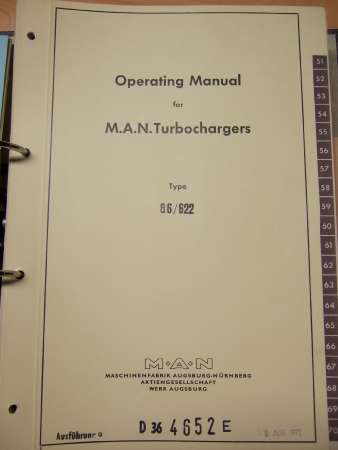 Operating Manual
for
M.A.N. Turbochargers
Type
86/622
M·A·N
MASCHINENFABRIK AUGSBURG-NÜRNBERG
AKTIENGESELLSCHAFT
WERK AUGSBURG
D 36 4652 E
51
52
53
54
55
56
57
58
59
60
61
62
63
64
65
66
67
68
69
70